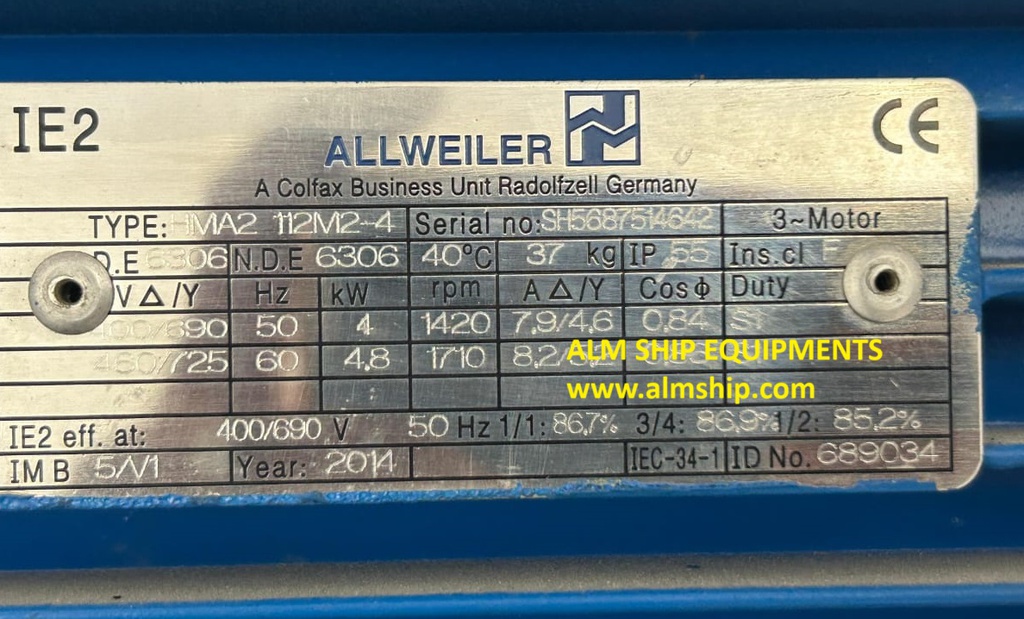 IE2
ALLWEILER
CE
A Colfax Business Unit Radolfzell Germany
TYPE: HMA2 112M2-4 Serial no: SH5687514642 3~Motor
D.E 6306 N.D.E 6306 40°C 37 kg IP 55 Ins.cl F
V Δ/Y Hz kW rpm A Δ/Y CosΦ Duty
400/690 50 4 1420 7,9/4,6 0,84 S1
460/725 60 4.8 1710
ALM SHIP EQUIPMENTS
www.almship.com
IE2 eff. at: 400/690 V 50 Hz 1/1: 86,7% 3/4: 86,9% 1/2: 85,2%
IM B 5/V1 Year: 2014 IEC-34-1 ID No. 689034